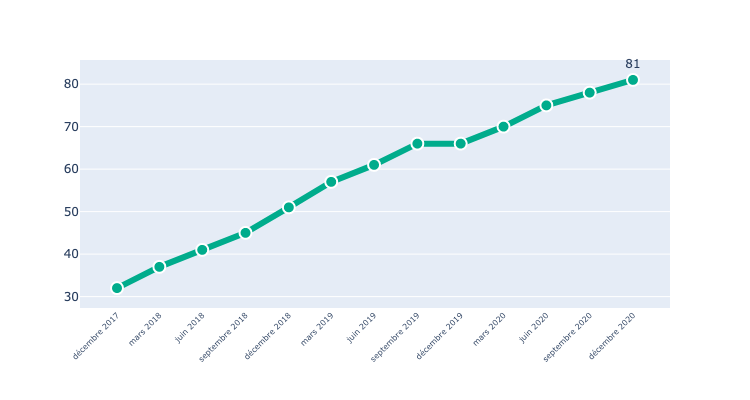 81
80
70
60
50
40
30
décembre 2017
mars 2018
juin 2018
septembre 2018
décembre 2018
mars 2019
juin 2019
septembre 2019
décembre 2019
mars 2020
juin 2020
septembre 2020
décembre 2020